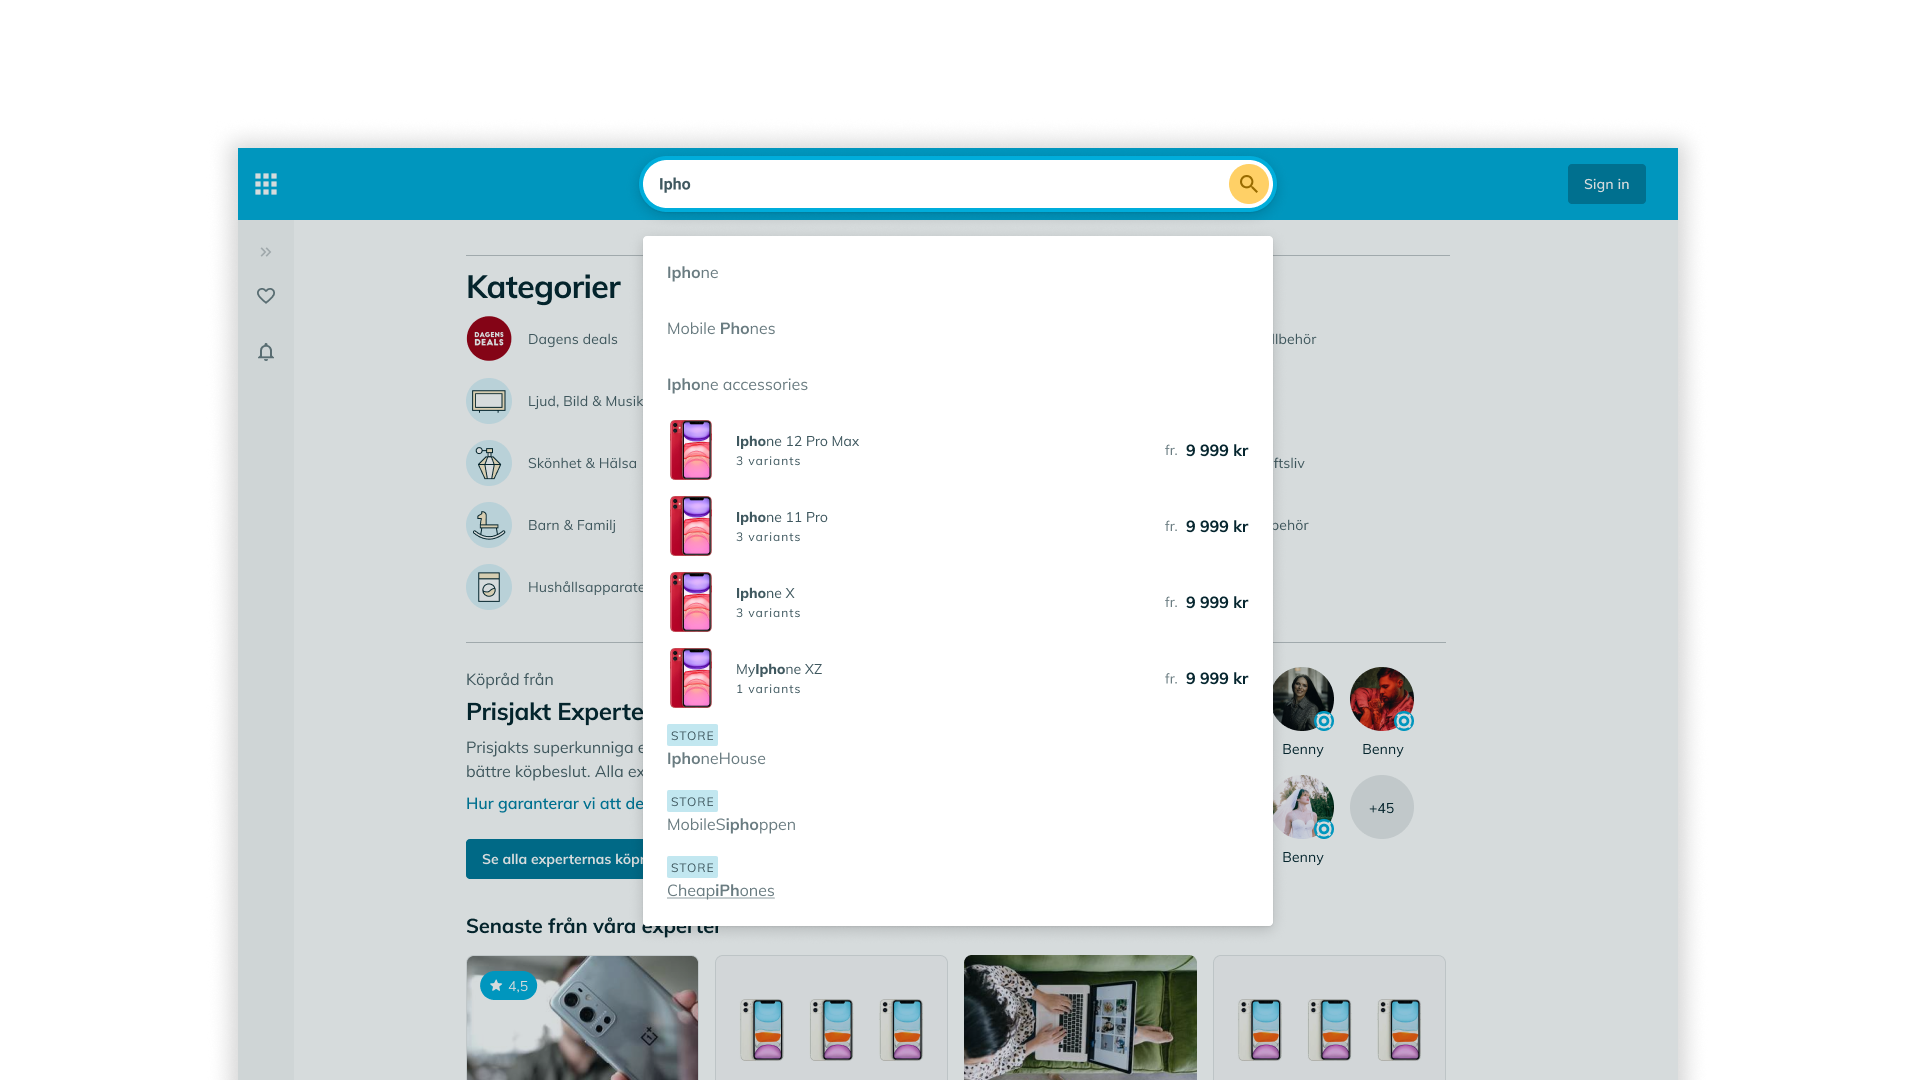 Ipho
Sign in
Iphone
Mobile Phones
Iphone accessories
Iphone 12 Pro Max
3 variants
fr. 9 999 kr
Iphone 11 Pro
3 variants
fr. 9 999 kr
Iphone X
3 variants
fr. 9 999 kr
MyIphone XZ
1 variants
fr. 9 999 kr
STORE
IphoneHouse
STORE
MobileSiphoppen
STORE
CheapiPhones
Kategorier
DAGENS
DEALS
Dagens deals
llbehör
Ljud, Bild & Musik
Skönhet & Hälsa
ftsliv
Barn & Familj
behör
Hushållsapparate
Köpråd från
Prisjakt Experte
Prisjakts superkunniga e
bättre köpbeslut. Alla ex
Hur garanterar vi att de
Se alla experternas köpr
Benny
Benny
+45
Benny
Senaste från våra experter
4,5